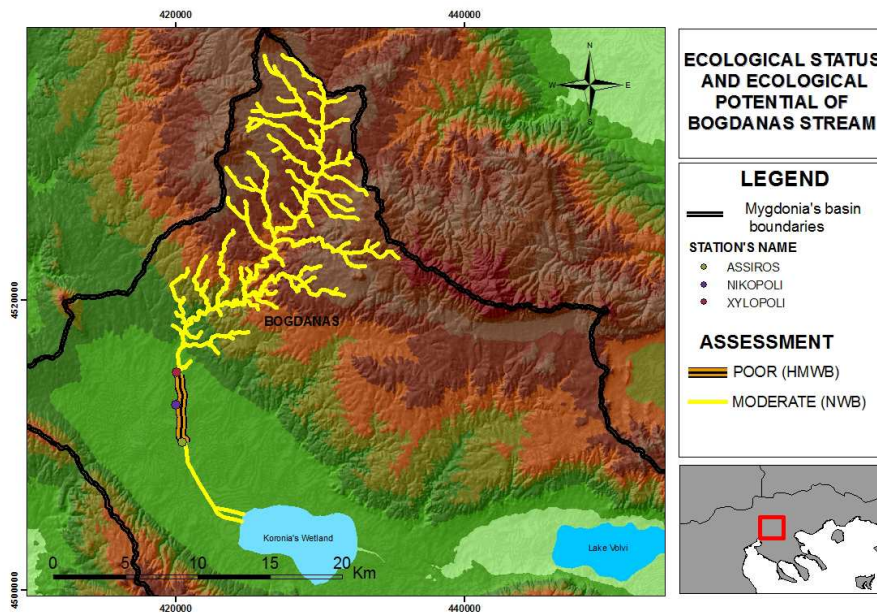 420000
440000
N
W
E
S
ECOLOGICAL STATUS
AND ECOLOGICAL
POTENTIAL OF
BOGDANAS STREAM
LEGEND
Mygdonia's basin
boundaries
STATION'S NAME
ASSIROS
NIKOPOLI
XYLOPOLI
ASSESSMENT
POOR (HMWB)
MODERATE (NWB)
4520000
BOGDANAS
Koronia's Wetland
Lake Volvi
0 5 10 15 20
Km
4500000
420000
440000